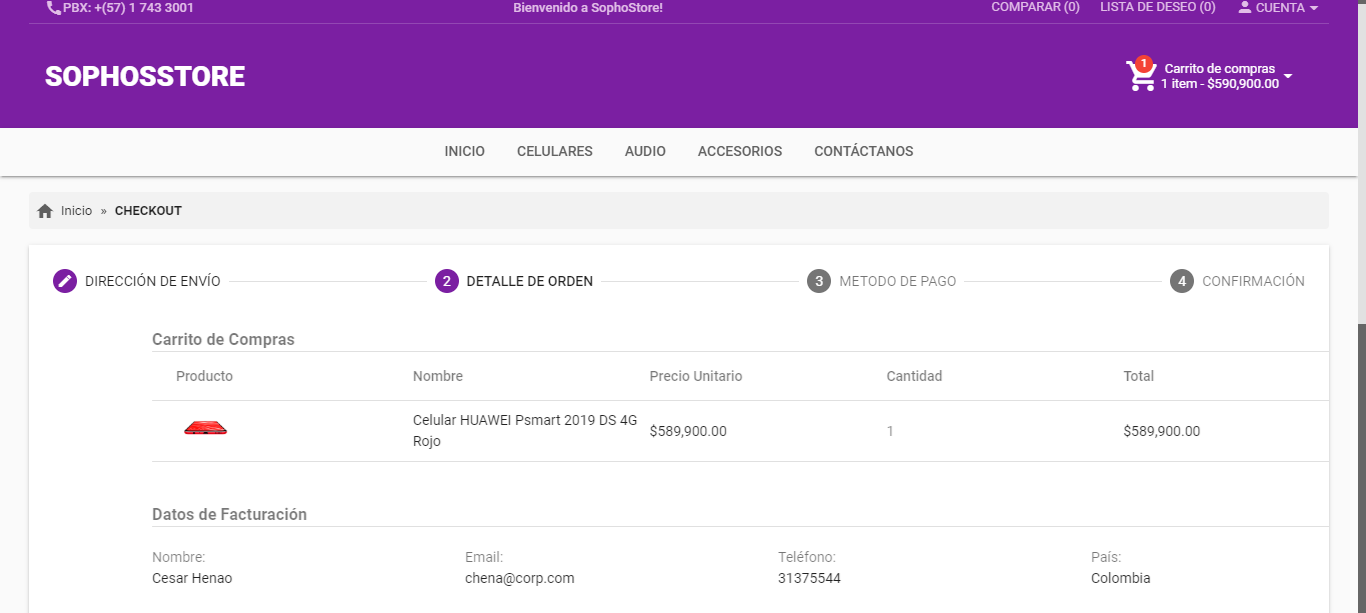 PBX: +(57) 1 743 3001
Bienvenido a SophoStore!
COMPARAR (0)
LISTA DE DESEO (0)
CUENTA
SOPHOSSTORE
1
Carrito de compras
1 item - $590,900.00
INICIO
CELULARES
AUDIO
ACCESORIOS
CONTÁCTANOS
Inicio » CHECKOUT
DIRECCIÓN DE ENVÍO
2 DETALLE DE ORDEN
3 METODO DE PAGO
4 CONFIRMACIÓN
Carrito de Compras
Producto
Nombre
Precio Unitario
Cantidad
Total
Celular HUAWEI Psmart 2019 DS 4G
Rojo
$589,900.00
1
$589,900.00
Datos de Facturación
Nombre:
Cesar Henao
Email:
chena@corp.com
Teléfono:
31375544
País:
Colombia